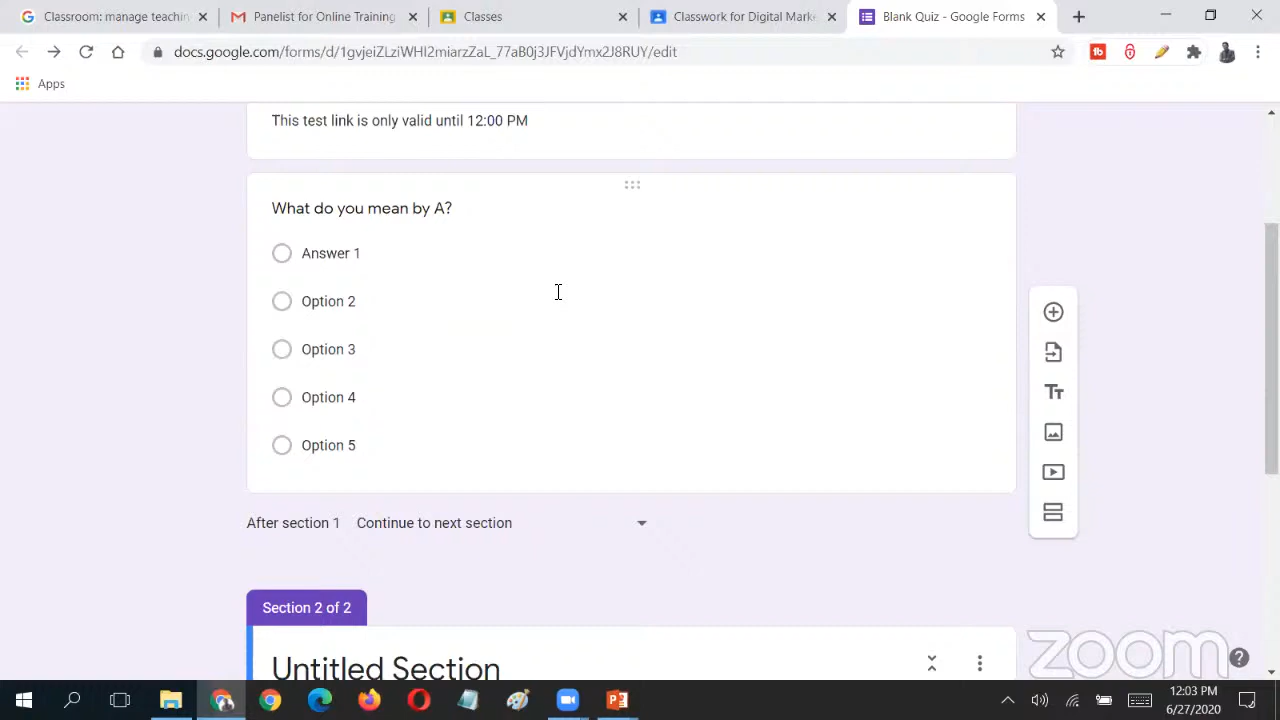 Classroom: manage teachin
Panelist for Online Training
Classes
Classwork for Digital Mark
Blank Quiz - Google Forms
docs.google.com/forms/d/1gvjeiZLziWHI2miarzZaL_77aB0j3JFVjdYmx2J8RUY/edit
Apps
This test link is only valid until 12:00 PM
What do you mean by A?
Answer 1
Option 2
Option 3
Option 4
Option 5
After section 1 Continue to next section
Section 2 of 2
Untitled Section
zoom
12:03 PM
6/27/2020